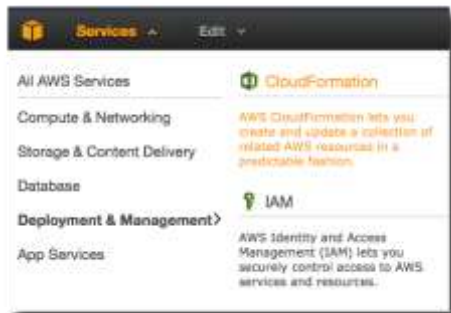 Services Edit
All AWS Services
Compute & Networking
Storage & Content Delivery
Database
Deployment & Management>
App Services
CloudFormation
AWS CloudFormation lets you
create and update a collection of
related AWS resources in a
predictable fashion.
IAM
AWS Identity and Access
Management (IAM) lets you
securely control access to AWS
services and resources.